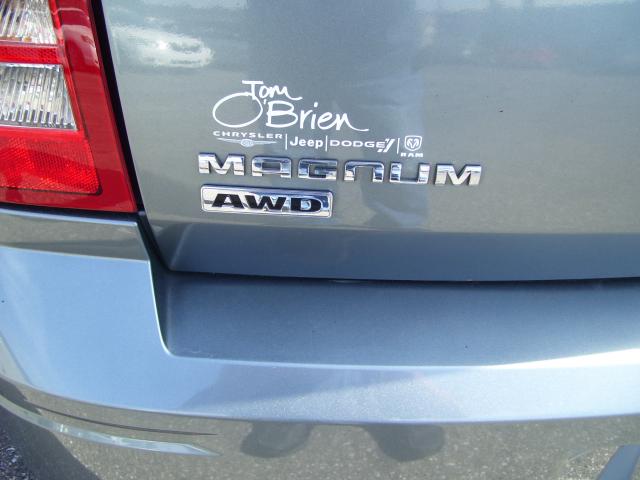 Tom
O'Brien
CHRYSLER | Jeep | DODGE RAM
MAGNUM
AWD